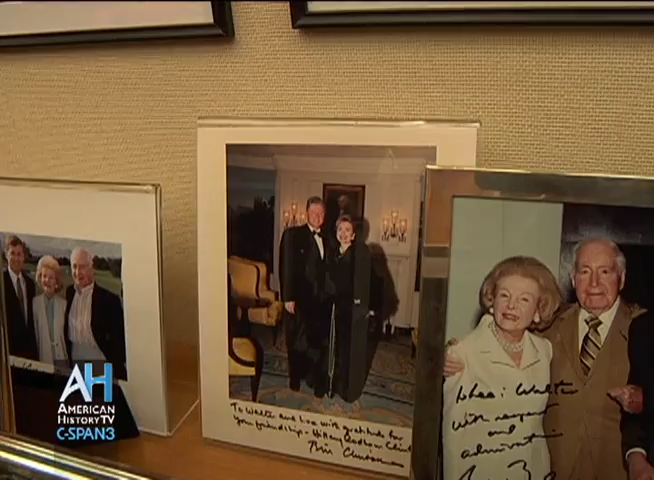 AH
AMERICAN
HISTORY TV
C-SPAN3
To Walter and Lee with gratitude for
your friendship - Hillary Rodham Clinton
Bill Clinton
Lee & Walter
with respect
and
admiration